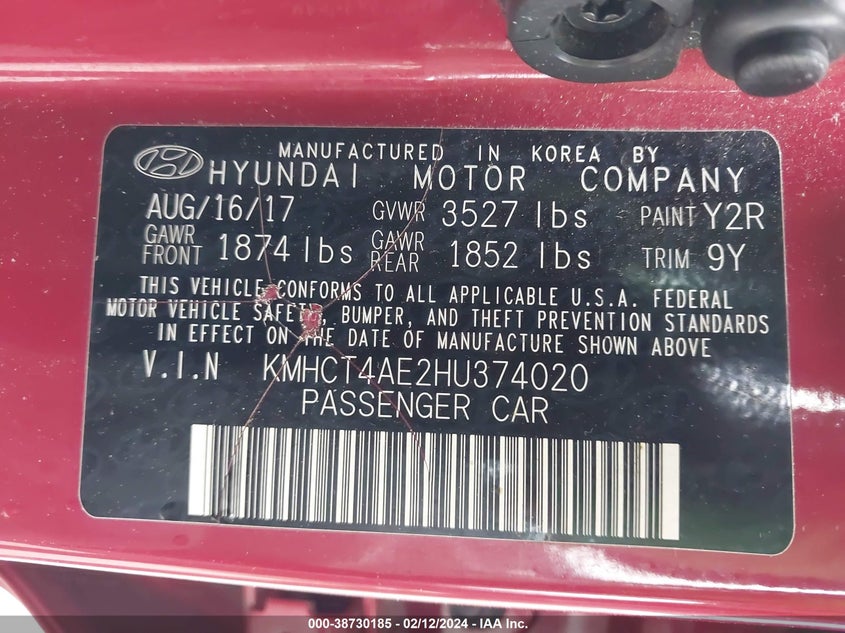 MANUFACTURED IN KOREA BY
HYUNDAI MOTOR COMPANY
AUG/16/17 GVWR 3527 lbs PAINT Y2R
GAWR FRONT 1874 lbs GAWR REAR 1852 lbs TRIM 9Y
THIS VEHICLE CONFORMS TO ALL APPLICABLE U.S.A. FEDERAL
MOTOR VEHICLE SAFETY, BUMPER, AND THEFT PREVENTION STANDARDS
IN EFFECT ON THE DATE OF MANUFACTURE SHOWN ABOVE
V.I.N KMHCT4AE2HU374020
PASSENGER CAR
000-38730185 - 02/12/2024 - IAA Inc.